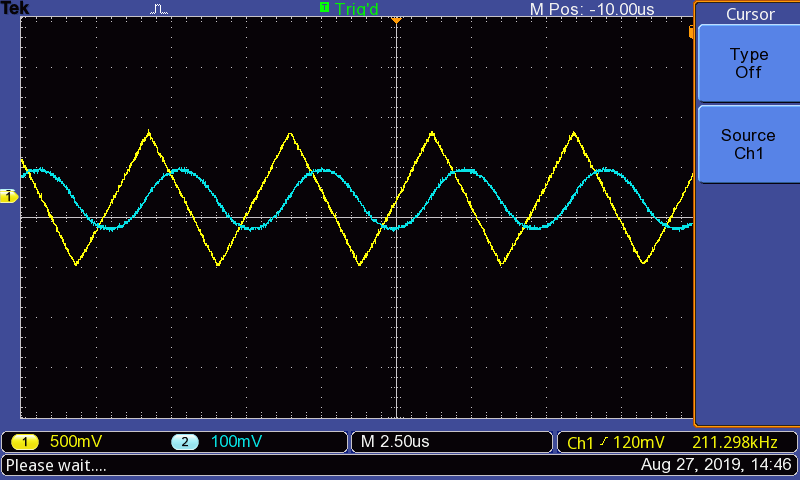 Tek
T Trig'd
M Pos: -10.00us
Cursor
Type
Off
Source
Ch1
1
1 500mV
2 100mV
M 2.50us
Ch1 120mV
211.298kHz
Please wait....
Aug 27, 2019, 14:46